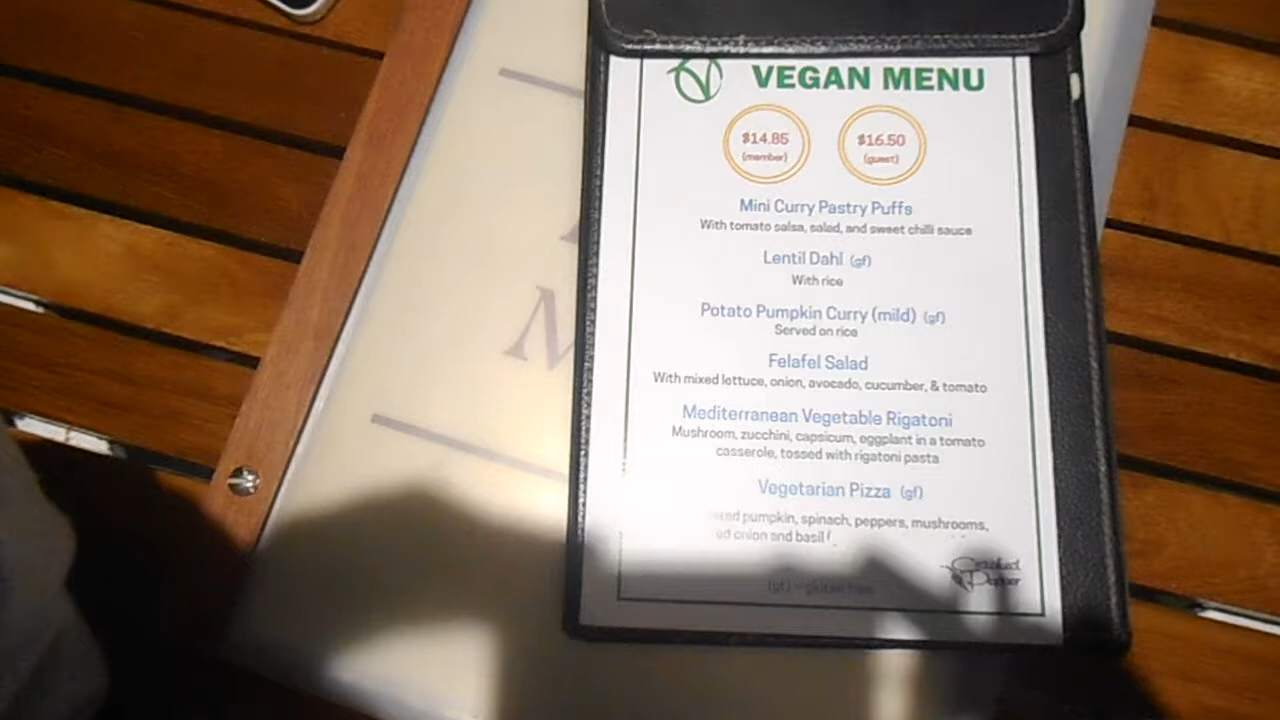 VEGAN MENU
$14.85
(member)
$16.50
(guest)
Mini Curry Pastry Puffs
With tomato salsa, salad, and sweet chilli sauce
Lentil Dahl (gf)
With rice
Potato Pumpkin Curry (mild) (gf)
Served on rice
Felafel Salad
With mixed lettuce, onion, avocado, cucumber, & tomato
Mediterranean Vegetable Rigatoni
Mushroom, zucchini, capsicum, eggplant in a tomato
casserole, tossed with rigatoni pasta
Vegetarian Pizza (gf)
pumpkin, spinach, peppers, mushrooms,
onion and basil
(gf) = gluten free
Cracked
Pepper
M